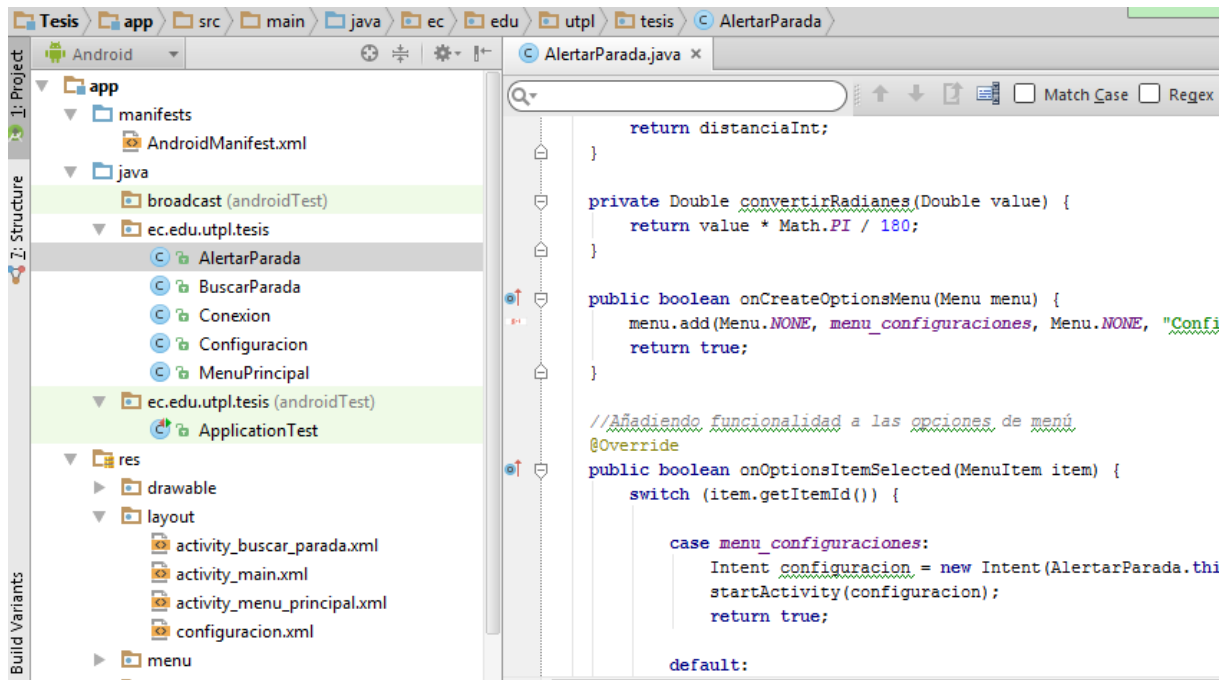 Tesis app src main java ec edu utpl tesis AlertarParada
1: Project
7: Structure
Build Variants
Android
app
manifests
AndroidManifest.xml
java
broadcast (androidTest)
ec.edu.utpl.tesis
AlertarParada
BuscarParada
Conexion
Configuracion
MenuPrincipal
ec.edu.utpl.tesis (androidTest)
ApplicationTest
res
drawable
layout
activity_buscar_parada.xml
activity_main.xml
activity_menu_principal.xml
configuracion.xml
menu
AlertarParada.java
Match Case Regex
return distanciaInt;
}
private Double convertirRadianes(Double value) {
return value * Math.PI / 180;
}
public boolean onCreateOptionsMenu(Menu menu) {
menu.add(Menu.NONE, menu_configuraciones, Menu.NONE, "Confi
return true;
}
//Añadiendo funcionalidad a las opciones de menú
@Override
public boolean onOptionsItemSelected(MenuItem item) {
switch (item.getItemId()) {
case menu_configuraciones:
Intent configuracion = new Intent(AlertarParada.thi
startActivity(configuracion);
return true;
default: